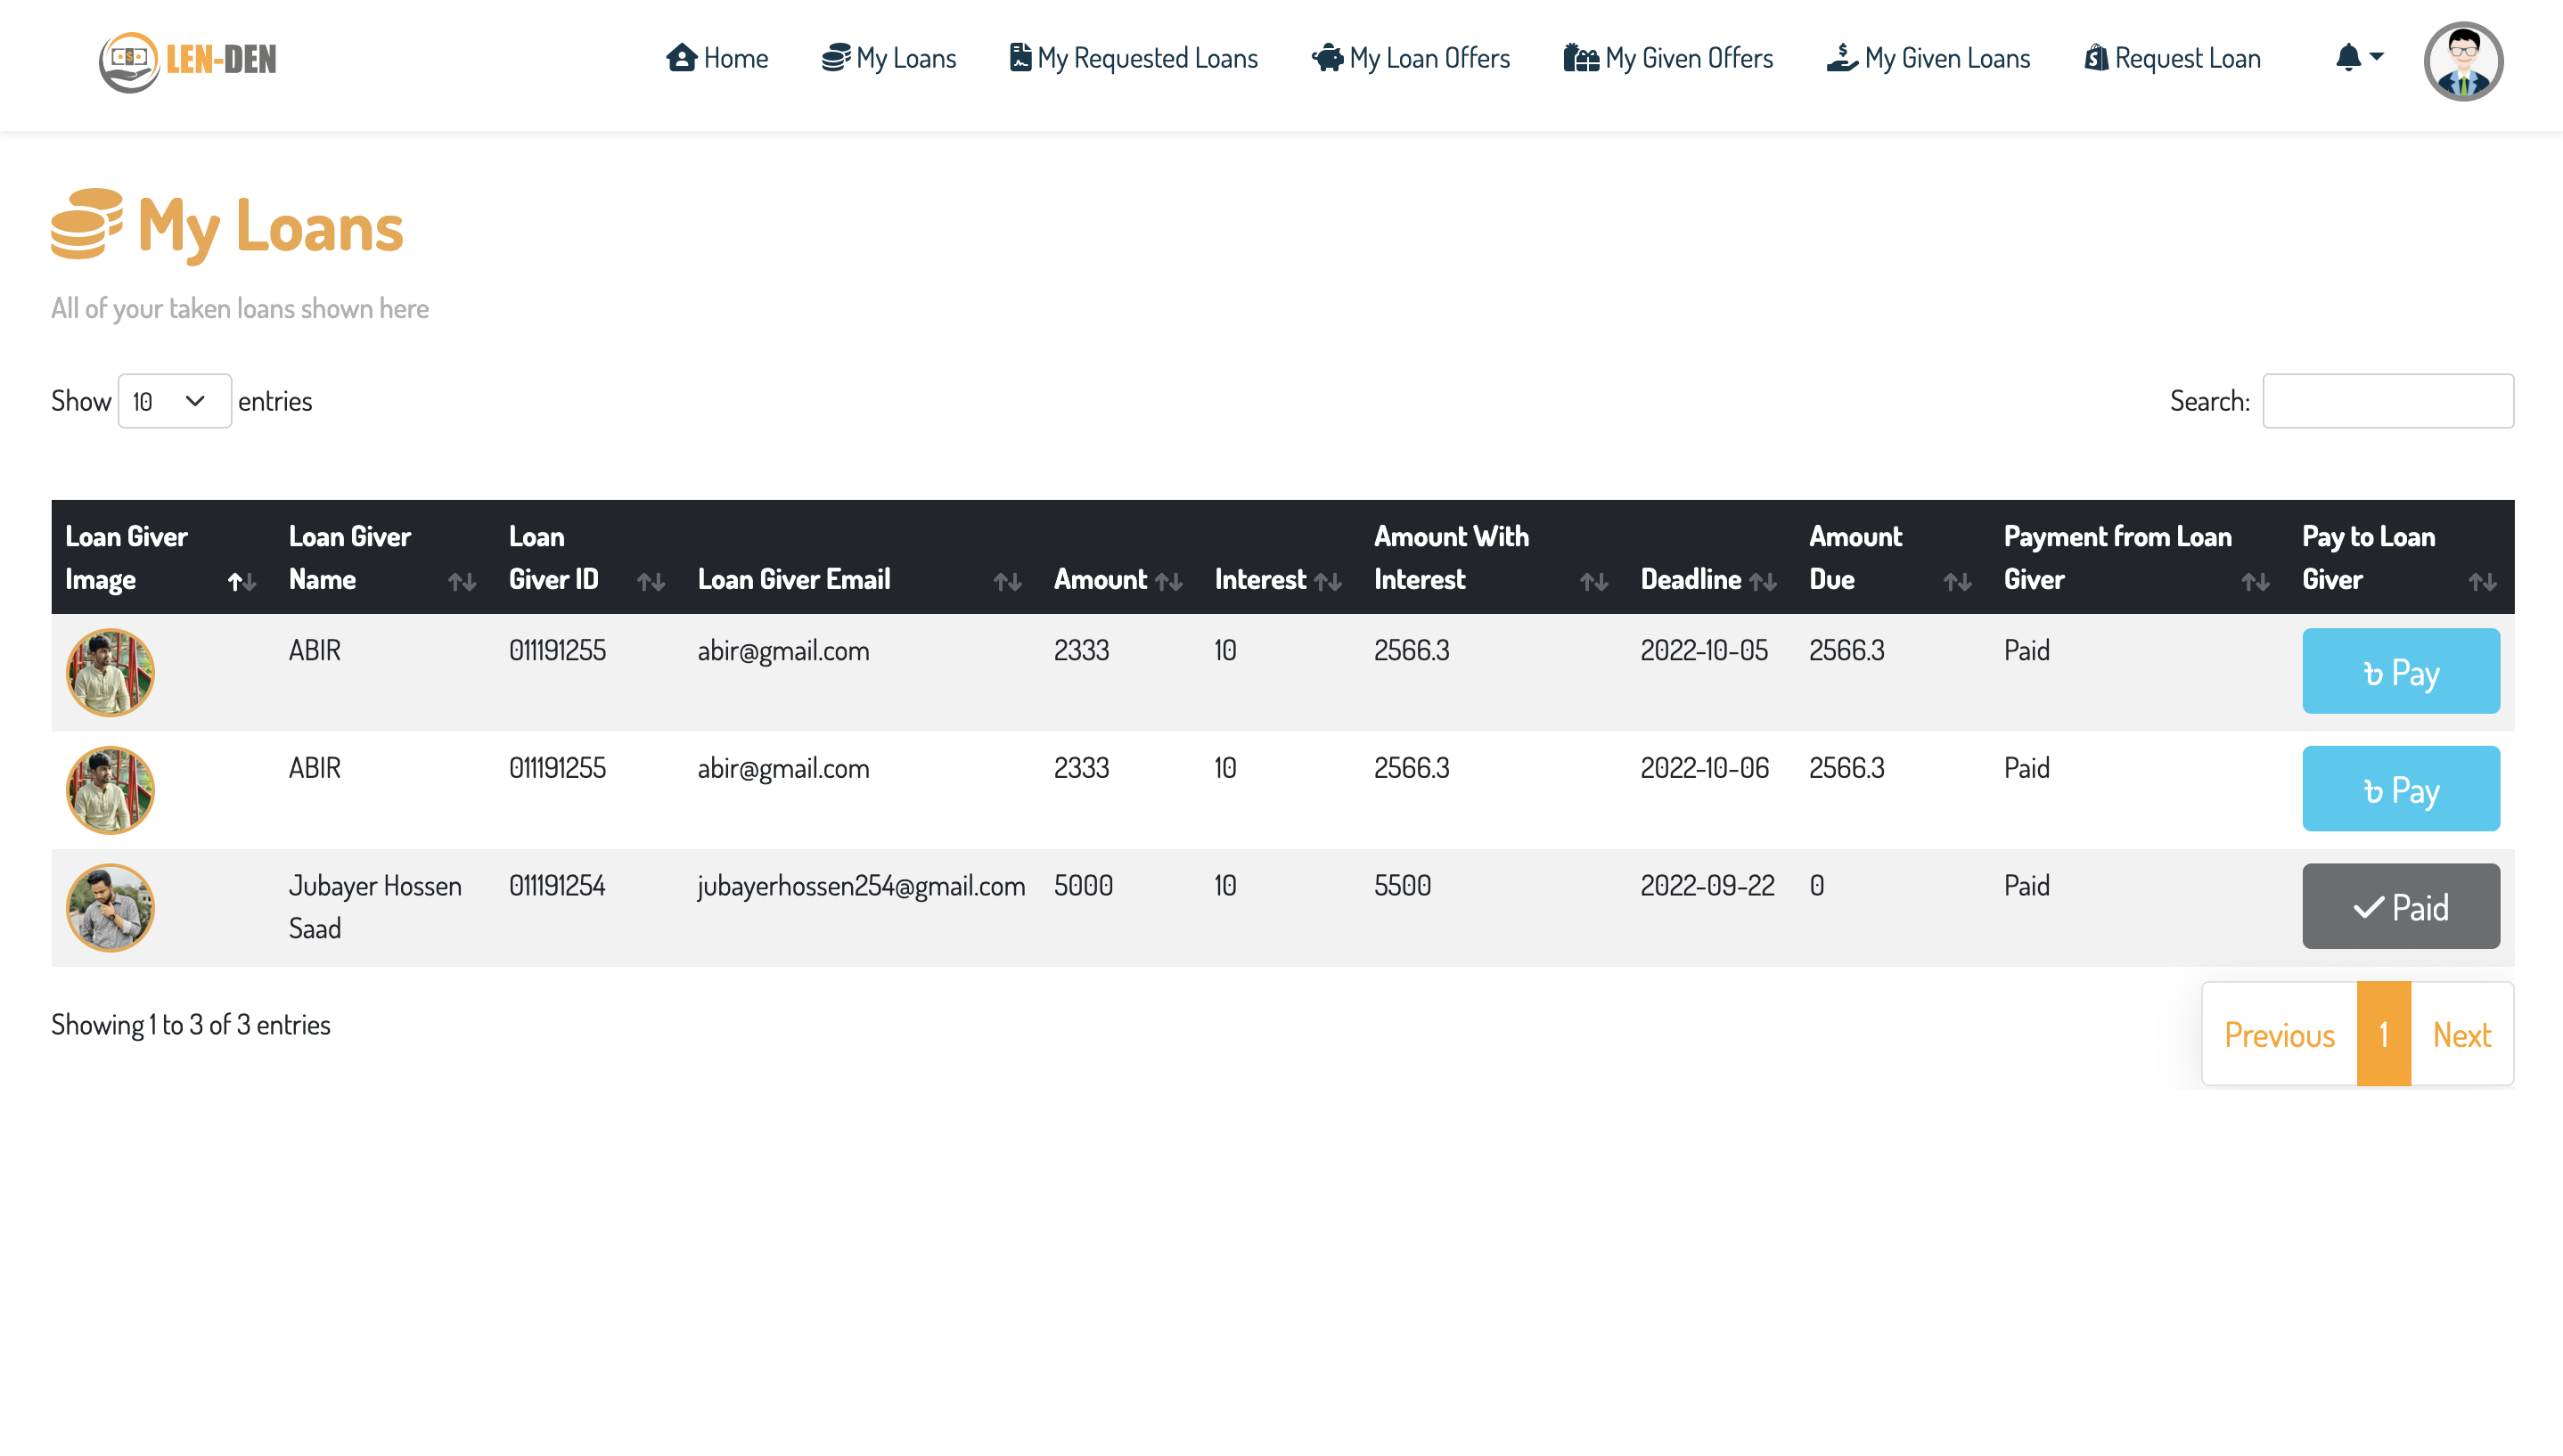 LEN-DEN
Home My Loans My Requested Loans My Loan Offers My Given Offers My Given Loans Request Loan
My Loans
All of your taken loans shown here
Show 10 entries
Search:
Loan Giver Image Loan Giver Name Loan Giver ID Loan Giver Email Amount Interest Amount With Interest Deadline Amount Due Payment from Loan Giver Pay to Loan Giver
ABIR 011191255 abir@gmail.com 2333 10 2566.3 2022-10-05 2566.3 Paid ৳ Pay
ABIR 011191255 abir@gmail.com 2333 10 2566.3 2022-10-06 2566.3 Paid ৳ Pay
Jubayer Hossen Saad 011191254 jubayerhossen254@gmail.com 5000 10 5500 2022-09-22 0 Paid Paid
Showing 1 to 3 of 3 entries
Previous 1 Next